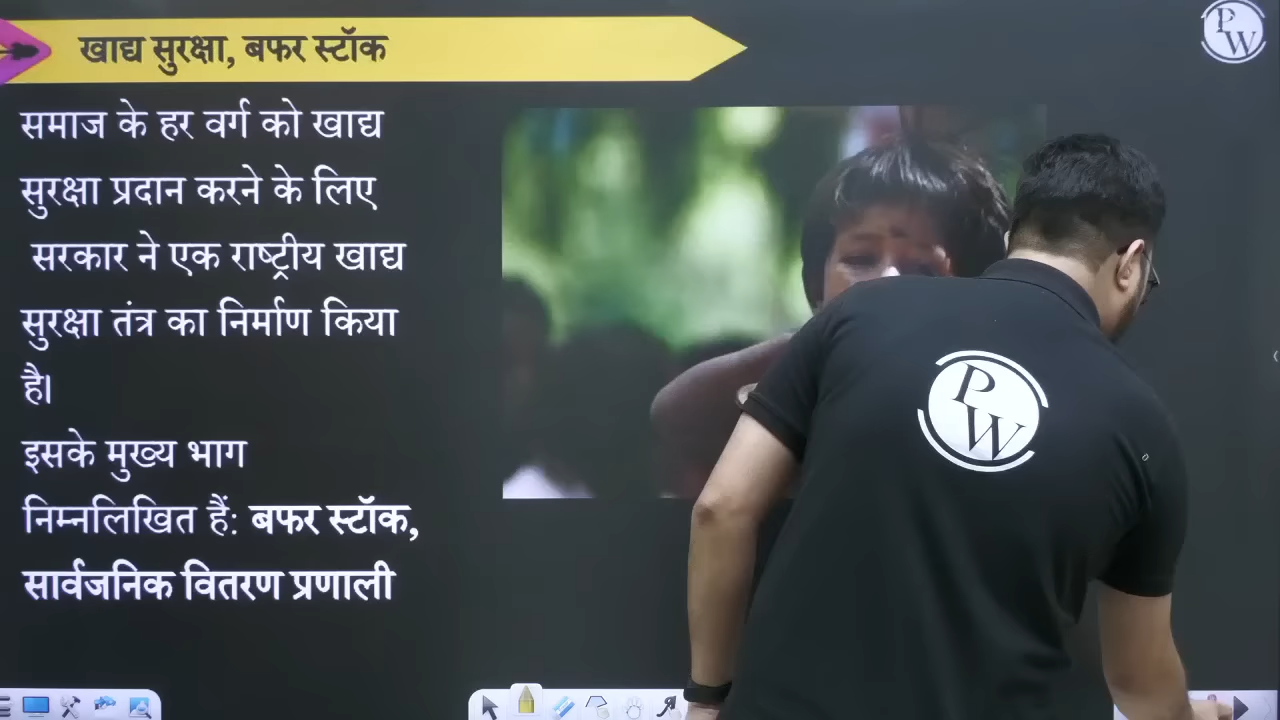 खाद्य सुरक्षा, बफर स्टॉक
समाज के हर वर्ग को खाद्य
सुरक्षा प्रदान करने के लिए
सरकार ने एक राष्ट्रीय खाद्य
सुरक्षा तंत्र का निर्माण किया
है।
इसके मुख्य भाग
निम्नलिखित हैं: बफर स्टॉक,
सार्वजनिक वितरण प्रणाली
PW
PW